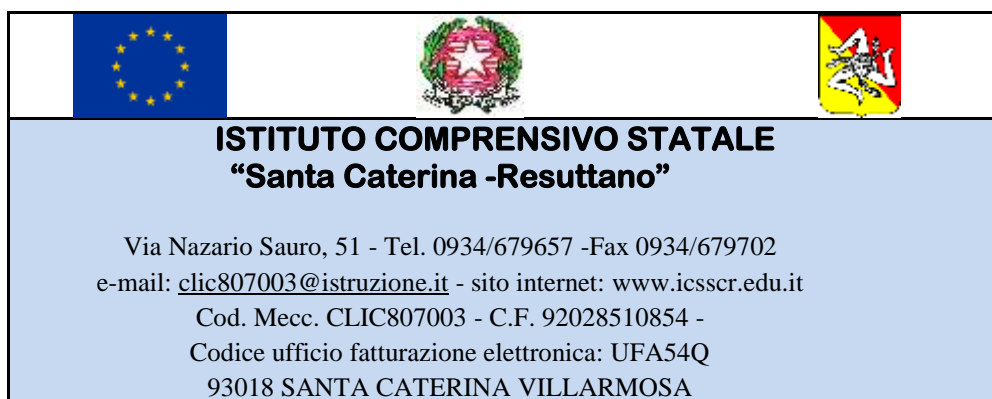 ISTITUTO COMPRENSIVO STATALE
“Santa Caterina -Resuttano”
Via Nazario Sauro, 51 - Tel. 0934/679657 -Fax 0934/679702
e-mail: clic807003@istruzione.it - sito internet: www.icsscr.edu.it
Cod. Mecc. CLIC807003 - C.F. 92028510854 -
Codice ufficio fatturazione elettronica: UFA54Q
93018 SANTA CATERINA VILLARMOSA